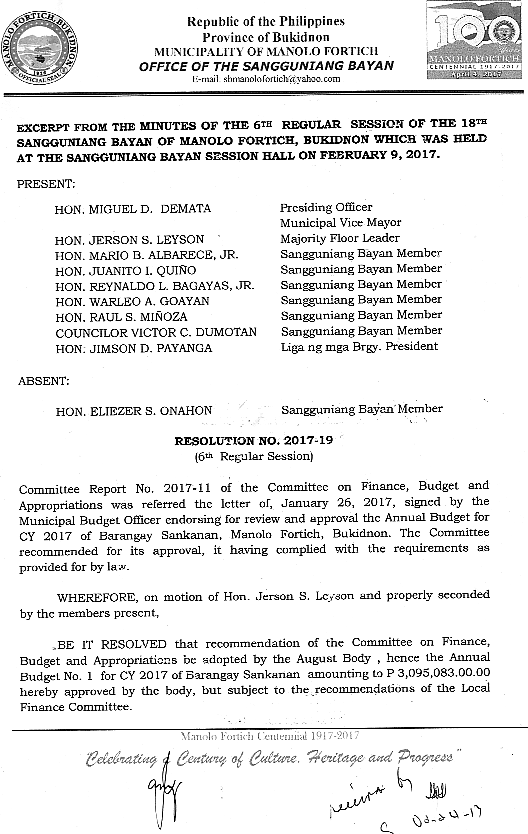 Republic of the Philippines
Province of Bukidnon
MUNICIPALITY OF MANOLO FORTICH
OFFICE OF THE SANGGUNIANG BAYAN
E-mail. sbmanolofortich@yahoo.com
MANOLO FORTICH, BUKIDNON
OFFICIAL SEAL
100
MANOLO FORTICH
CENTENNIAL 1917-2017
April 4, 2017
EXCERPT FROM THE MINUTES OF THE 6TH REGULAR SESSION OF THE 18TH
SANGGUNIANG BAYAN OF MANOLO FORTICH, BUKIDNON WHICH WAS HELD
AT THE SANGGUNIANG BAYAN SESSION HALL ON FEBRUARY 9, 2017.
PRESENT:
HON. MIGUEL D. DEMATA Presiding Officer
Municipal Vice Mayor
HON. JERSON S. LEYSON Majority Floor Leader
HON. MARIO B. ALBARECE, JR. Sangguniang Bayan Member
HON. JUANITO I. QUIÑO Sangguniang Bayan Member
HON. REYNALDO L. BAGAYAS, JR. Sangguniang Bayan Member
HON. WARLEO A. GOAYAN Sangguniang Bayan Member
HON. RAUL S. MIÑOZA Sangguniang Bayan Member
COUNCILOR VICTOR C. DUMOTAN Sangguniang Bayan Member
HON. JIMSON D. PAYANGA Liga ng mga Brgy. President
ABSENT:
HON. ELIEZER S. ONAHON Sangguniang Bayan Member
RESOLUTION NO. 2017-19
(6th Regular Session)
Committee Report No. 2017-11 of the Committee on Finance, Budget and
Appropriations was referred the letter of, January 26, 2017, signed by the
Municipal Budget Officer endorsing for review and approval the Annual Budget for
CY 2017 of Barangay Sankanan, Manolo Fortich, Bukidnon. The Committee
recommended for its approval, it having complied with the requirements as
provided for by law.
WHEREFORE, on motion of Hon. Jerson S. Leyson and properly seconded
by the members present,
BE IT RESOLVED that recommendation of the Committee on Finance,
Budget and Appropriations be adopted by the August Body , hence the Annual
Budget No. 1 for CY 2017 of Barangay Sankanan amounting to P 3,095,083.00.00
hereby approved by the body, but subject to the recommendations of the Local
Finance Committee.
Manolo Fortich Centennial 1917-2017
"Celebrating a Century of Culture, Heritage and Progress"
by